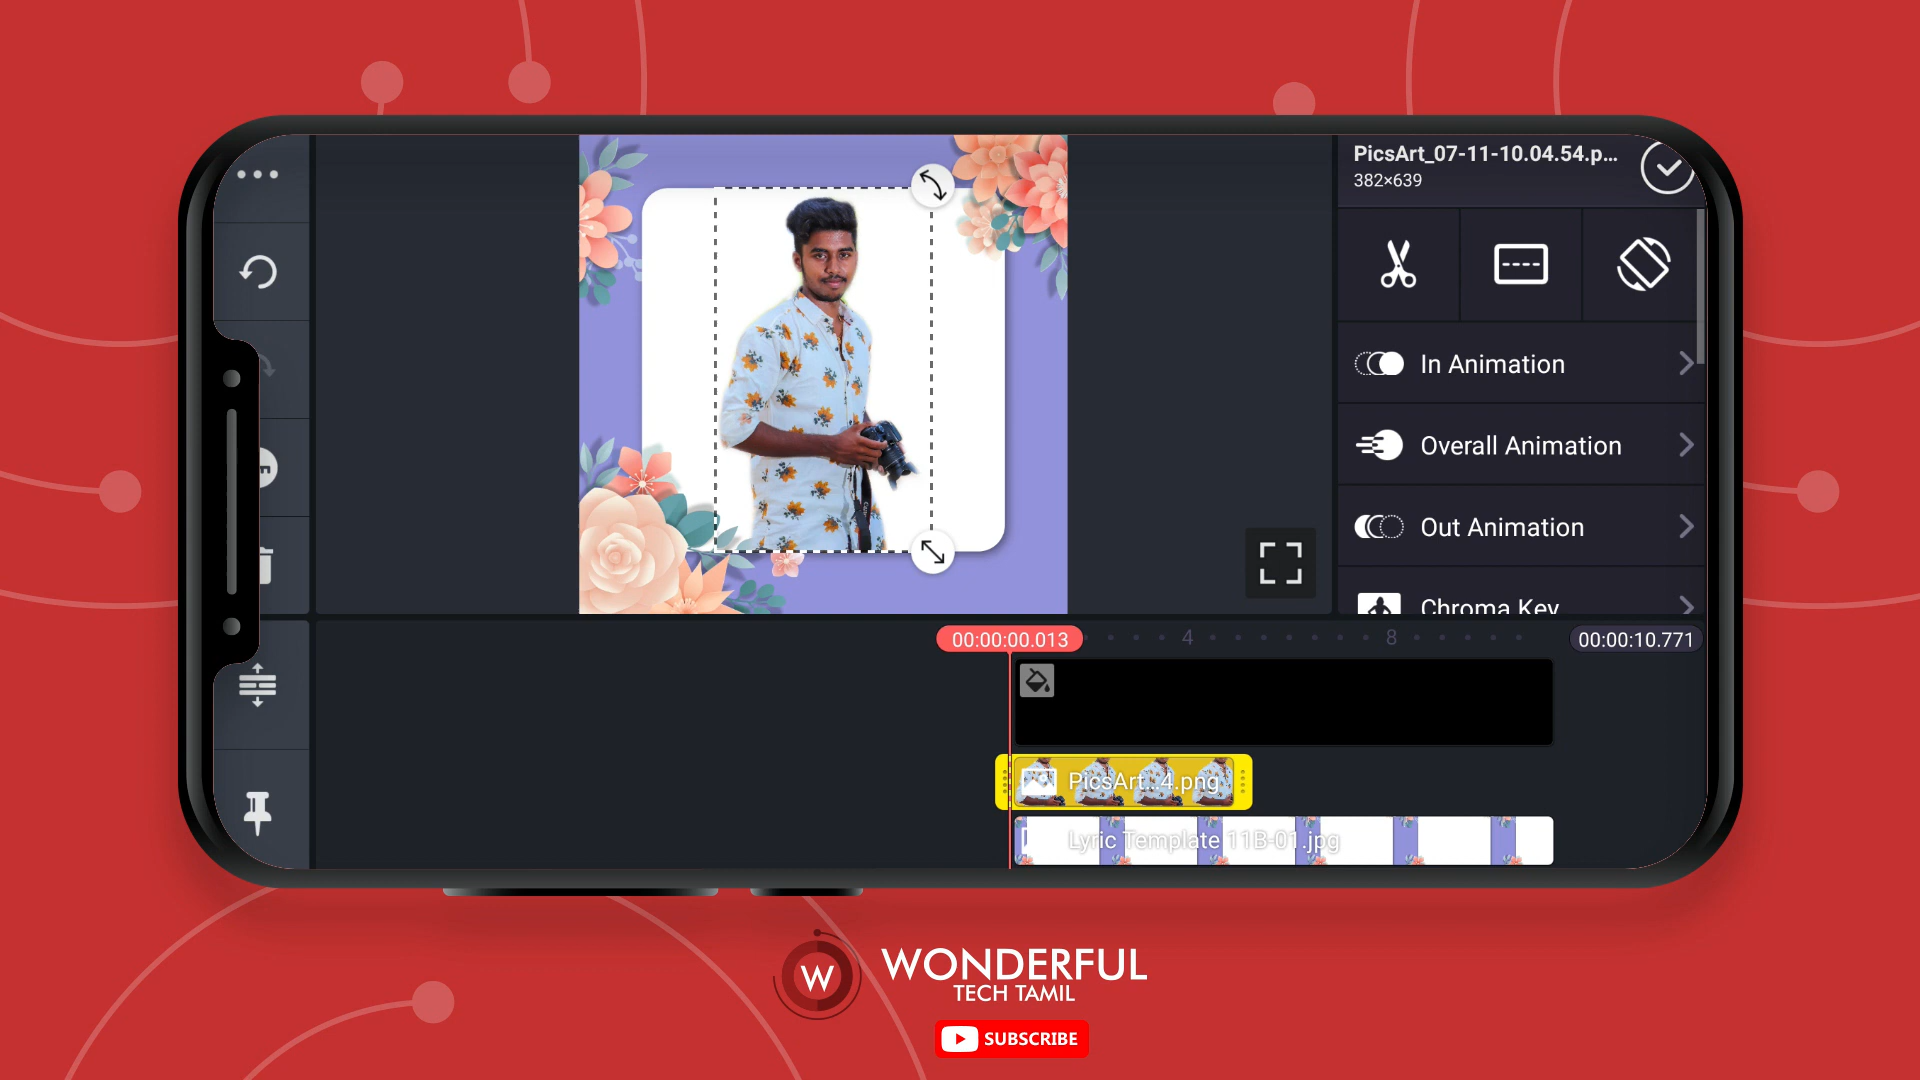 PicsArt_07-11-10.04.54.p...
382×639
In Animation
Overall Animation
Out Animation
Chroma Key
00:00:00.013
4
8
00:00:10.771
PicsArt...4.png
Lyric Template 11B-01.jpg
W
WONDERFUL
TECH TAMIL
SUBSCRIBE